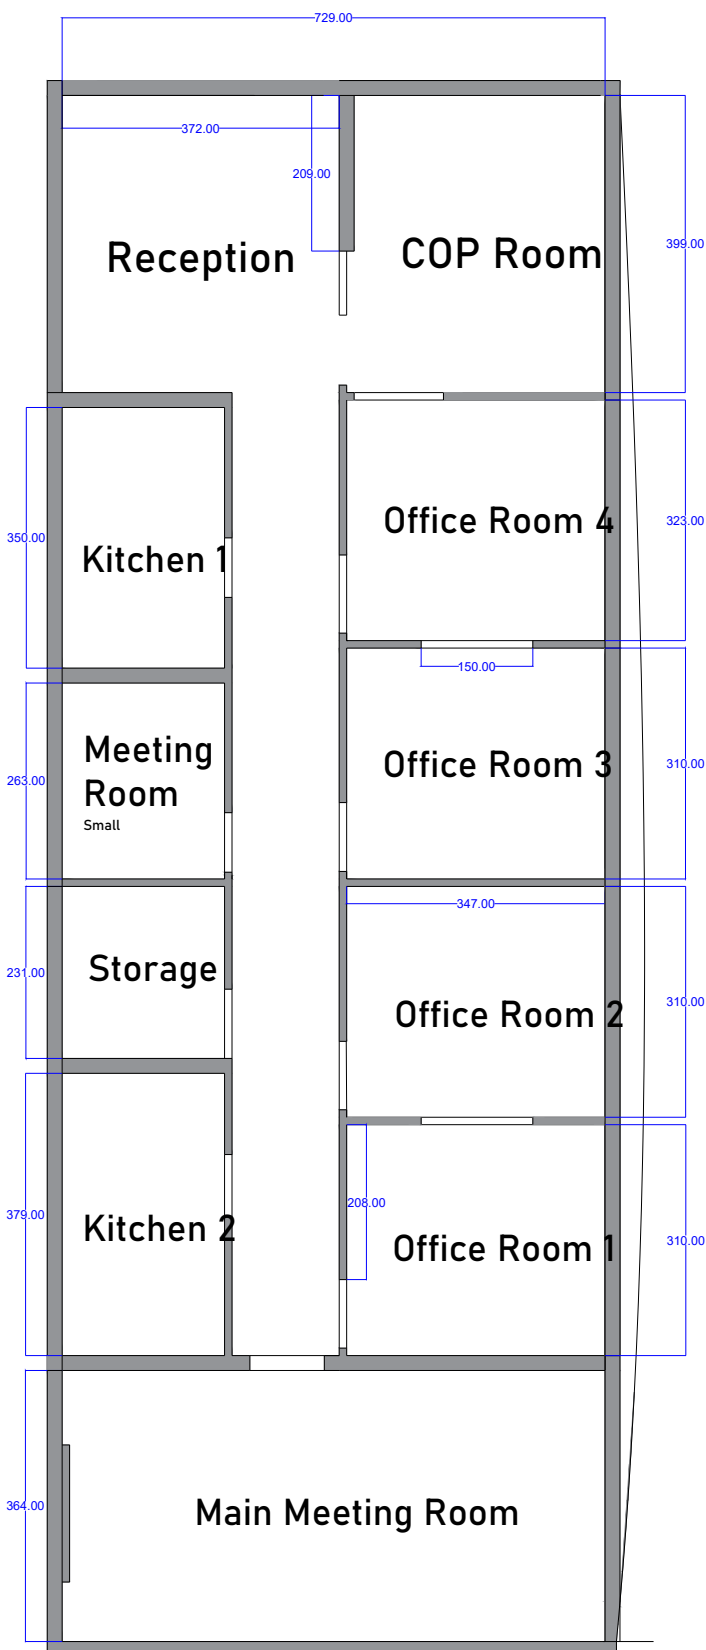 729.00
372.00
209.00
Reception
COP Room
399.00
Office Room 4
323.00
350.00
Kitchen 1
150.00
Meeting
Room
Small
263.00
Office Room 3
310.00
347.00
Storage
231.00
Office Room 2
310.00
208.00
379.00
Kitchen 2
Office Room 1
310.00
364.00
Main Meeting Room